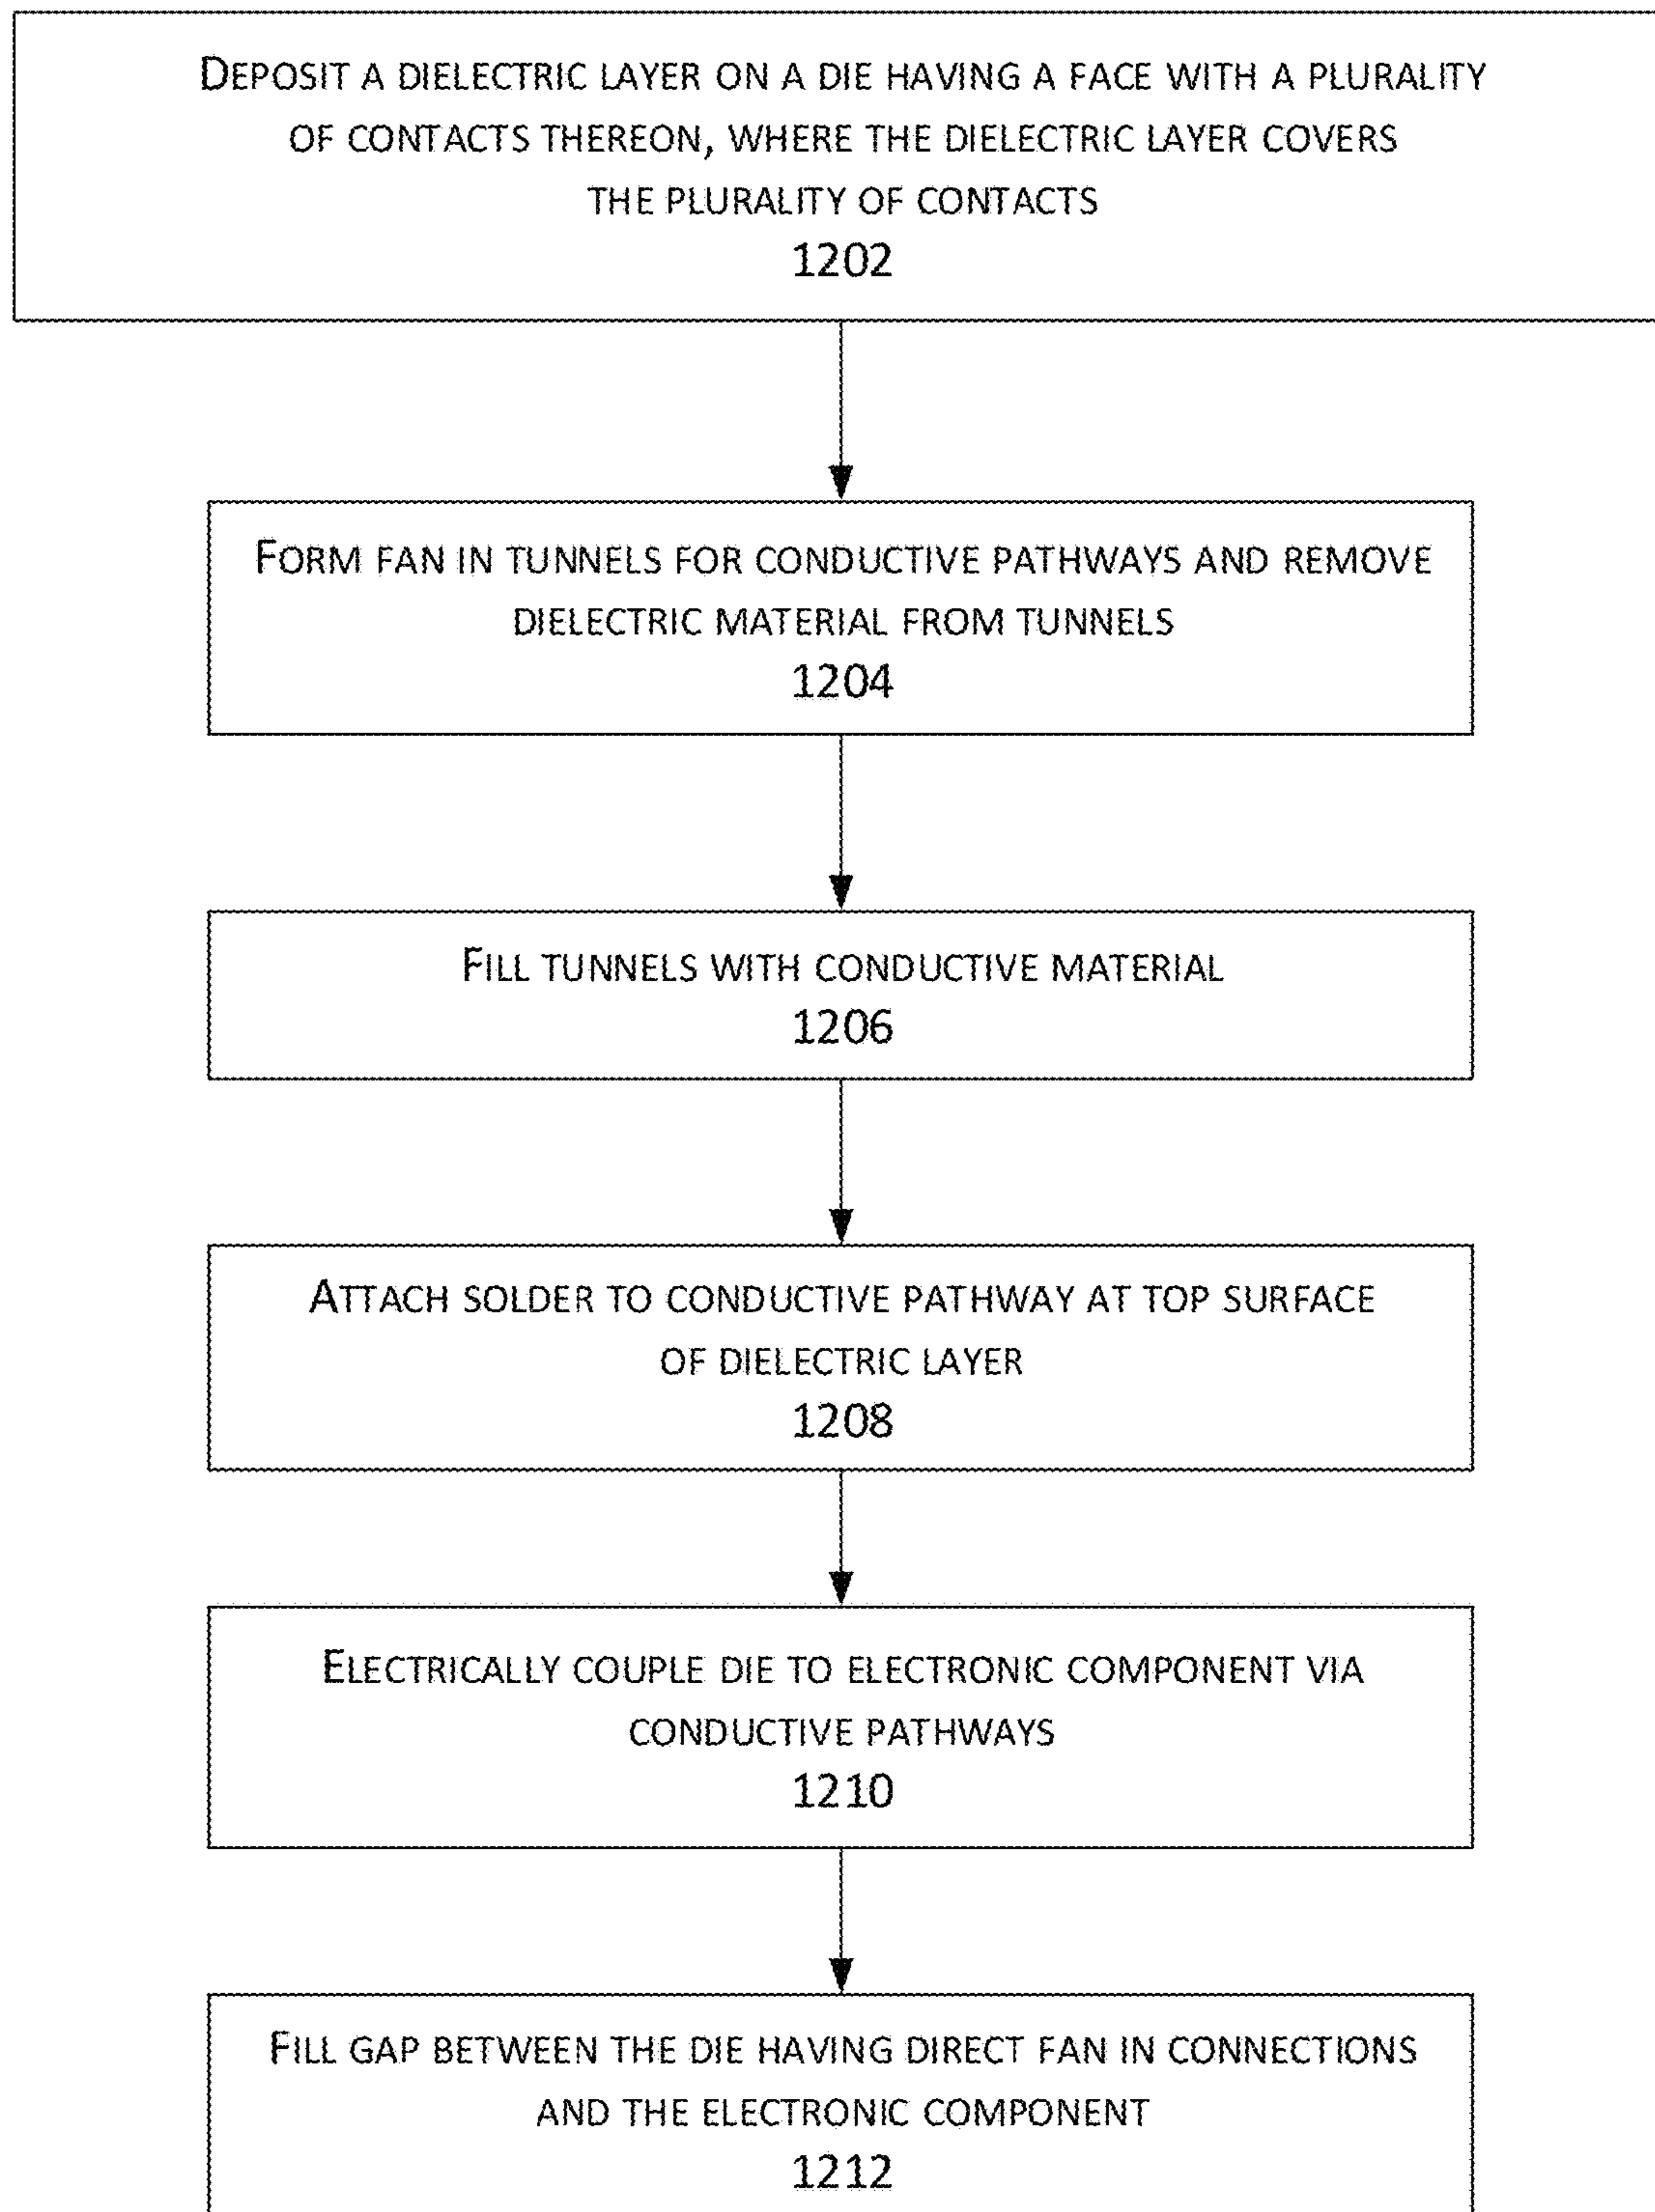 DEPOSIT A DIELECTRIC LAYER ON A DIE HAVING A FACE WITH A PLURALITY
OF CONTACTS THEREON, WHERE THE DIELECTRIC LAYER COVERS
THE PLURALITY OF CONTACTS
1202
FORM FAN IN TUNNELS FOR CONDUCTIVE PATHWAYS AND REMOVE
DIELECTRIC MATERIAL FROM TUNNELS
1204
FILL TUNNELS WITH CONDUCTIVE MATERIAL
1206
ATTACH SOLDER TO CONDUCTIVE PATHWAY AT TOP SURFACE
OF DIELECTRIC LAYER
1208
ELECTRICALLY COUPLE DIE TO ELECTRONIC COMPONENT VIA
CONDUCTIVE PATHWAYS
1210
FILL GAP BETWEEN THE DIE HAVING DIRECT FAN IN CONNECTIONS
AND THE ELECTRONIC COMPONENT
1212